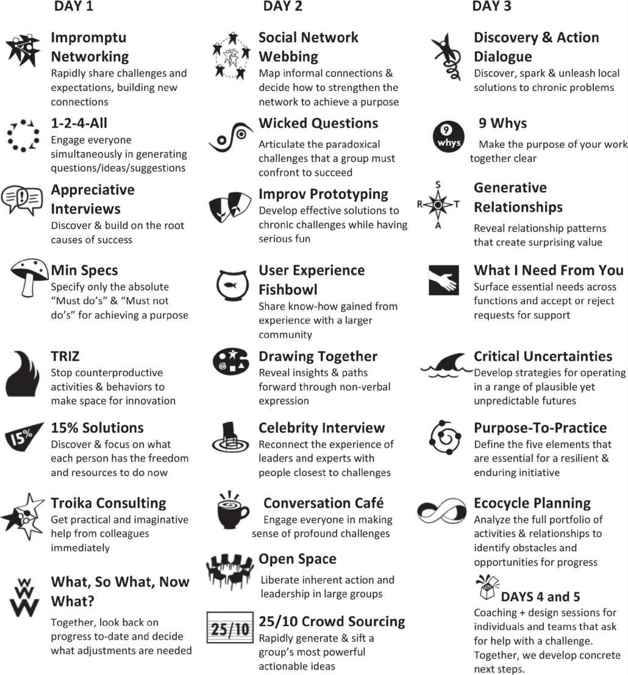 DAY 1
Impromptu
Networking
Rapidly share challenges and
expectations, building new
connections
1-2-4-All
Engage everyone
simultaneously in generating
questions/ideas/suggestions
Appreciative
Interviews
Discover & build on the root
causes of success
Min Specs
Specify only the absolute
“Must do’s” & “Must not
do’s” for achieving a purpose
TRIZ
Stop counterproductive
activities & behaviors to
make space for innovation
15%
15% Solutions
Discover & focus on what
each person has the freedom
and resources to do now
Troika Consulting
Get practical and imaginative
help from colleagues
immediately
W
W
W
What, So What, Now
What?
Together, look back on
progress to-date and decide
what adjustments are needed
DAY 2
Social Network
Webbing
Map informal connections &
decide how to strengthen the
network to achieve a purpose
Wicked Questions
Articulate the paradoxical
challenges that a group must
confront to succeed
Improv Prototyping
Develop effective solutions to
chronic challenges while having
serious fun
User Experience
Fishbowl
Share know-how gained from
experience with a larger
community
Drawing Together
Reveal insights & paths
forward through non-verbal
expression
Celebrity Interview
Reconnect the experience of
leaders and experts with
people closest to challenges
Conversation Café
Engage everyone in making
sense of profound challenges
Open Space
Liberate inherent action and
leadership in large groups
25/10
25/10 Crowd Sourcing
Rapidly generate & sift a
group’s most powerful
actionable ideas
DAY 3
Discovery & Action
Dialogue
Discover, spark & unleash local
solutions to chronic problems
9
whys
9 Whys
Make the purpose of your work
together clear
S
R T
A
Generative
Relationships
Reveal relationship patterns
that create surprising value
What I Need From You
Surface essential needs across
functions and accept or reject
requests for support
Critical Uncertainties
Develop strategies for operating
in a range of plausible yet
unpredictable futures
Purpose-To-Practice
Define the five elements that
are essential for a resilient &
enduring initiative
Ecocycle Planning
Analyze the full portfolio of
activities & relationships to
identify obstacles and
opportunities for progress
DAYS 4 and 5
Coaching + design sessions for
individuals and teams that ask
for help with a challenge.
Together, we develop concrete
next steps.